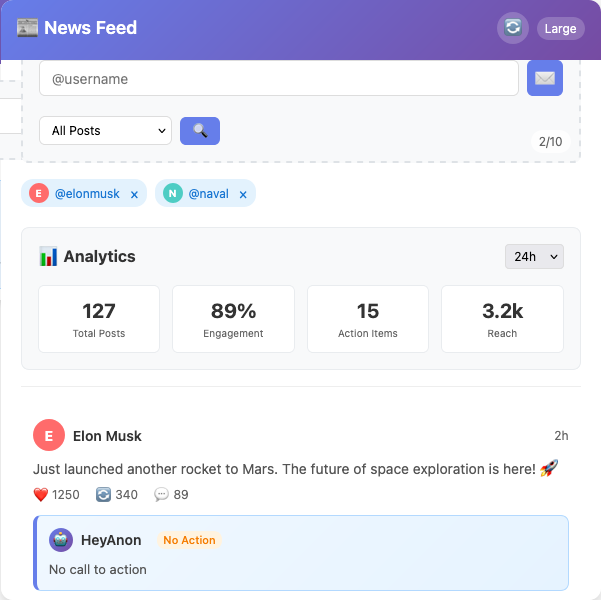 News Feed
Large
@username
All Posts
2/10
E @elonmusk x N @naval x
Analytics
24h
127 89% 15 3.2k
Total Posts Engagement Action Items Reach
E Elon Musk 2h
Just launched another rocket to Mars. The future of space exploration is here! 🚀
❤️ 1250 🔄 340 💬 89
HeyAnon No Action
No call to action